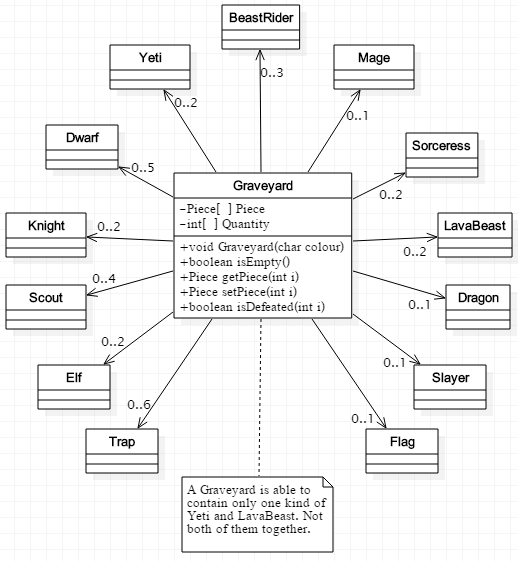 BeastRider
0..3
Yeti
0..2
Mage
0..1
Dwarf
0..5
Sorceress
0..2
Graveyard
−Piece[ ] Piece
−int[ ] Quantity
+void Graveyard(char colour)
+boolean isEmpty()
+Piece getPiece(int i)
+Piece setPiece(int i)
+boolean isDefeated(int i)
Knight
0..2
LavaBeast
0..2
Scout
0..4
Dragon
0..1
Elf
0..2
Slayer
0..1
Trap
0..6
Flag
0..1
A Graveyard is able to
contain only one kind of
Yeti and LavaBeast. Not
both of them together.